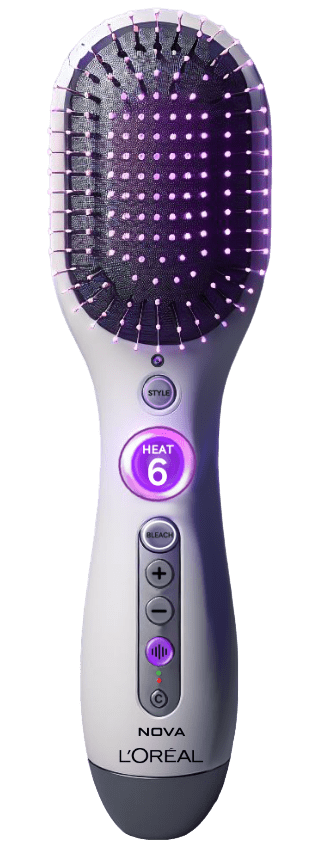 STYLE
HEAT
6
BLEACH
+
−
C
NOVA
L'ORÉAL